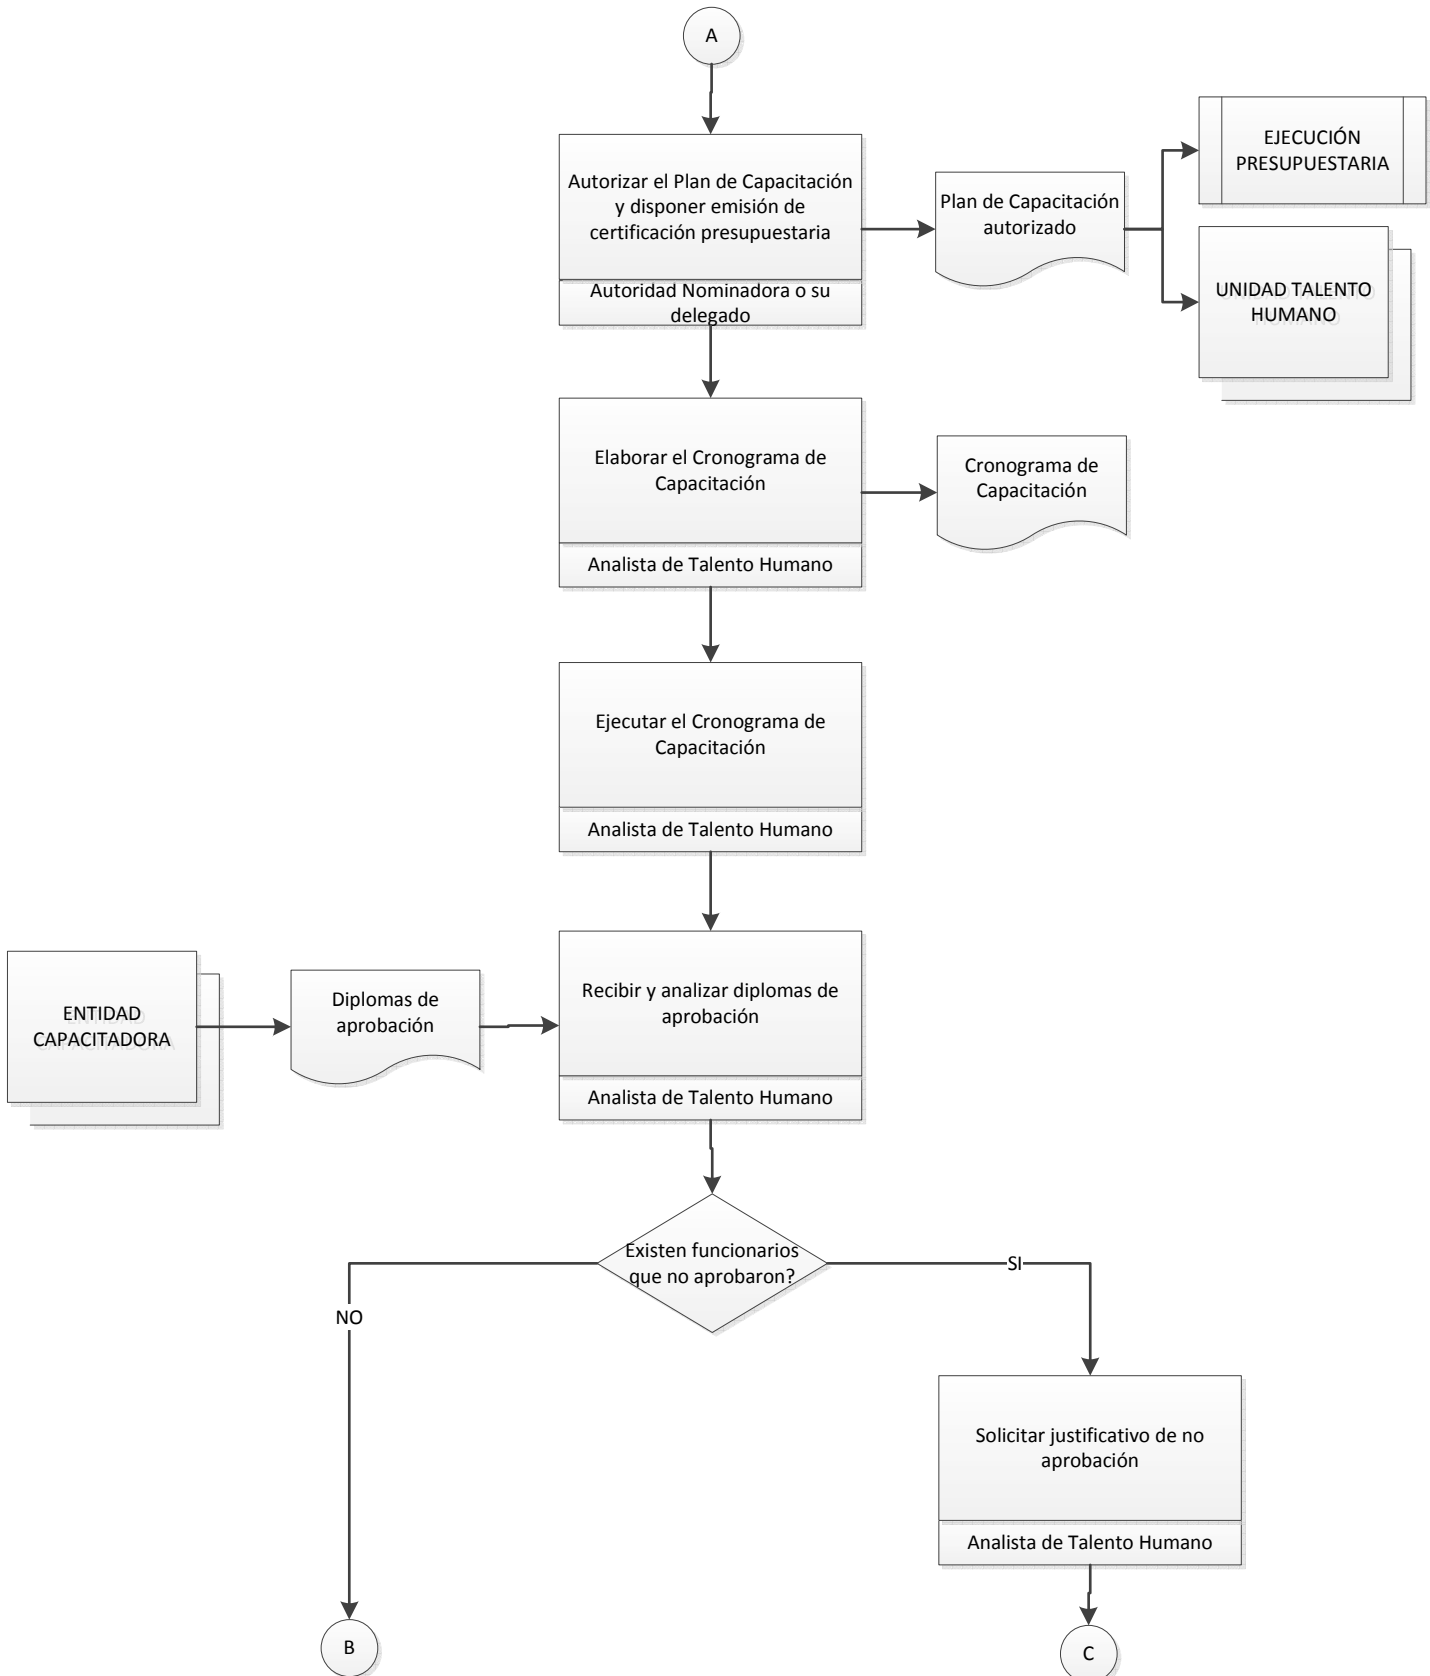 A
Autorizar el Plan de Capacitación
y disponer emisión de
certificación presupuestaria
Autoridad Nominadora o su
delegado
Plan de Capacitación
autorizado
EJECUCIÓN
PRESUPUESTARIA
UNIDAD TALENTO
HUMANO
Elaborar el Cronograma de
Capacitación
Analista de Talento Humano
Cronograma de
Capacitación
Ejecutar el Cronograma de
Capacitación
Analista de Talento Humano
ENTIDAD
CAPACITADORA
Diplomas de
aprobación
Recibir y analizar diplomas de
aprobación
Analista de Talento Humano
Existen funcionarios
que no aprobaron?
SI
NO
Solicitar justificativo de no
aprobación
Analista de Talento Humano
B
C